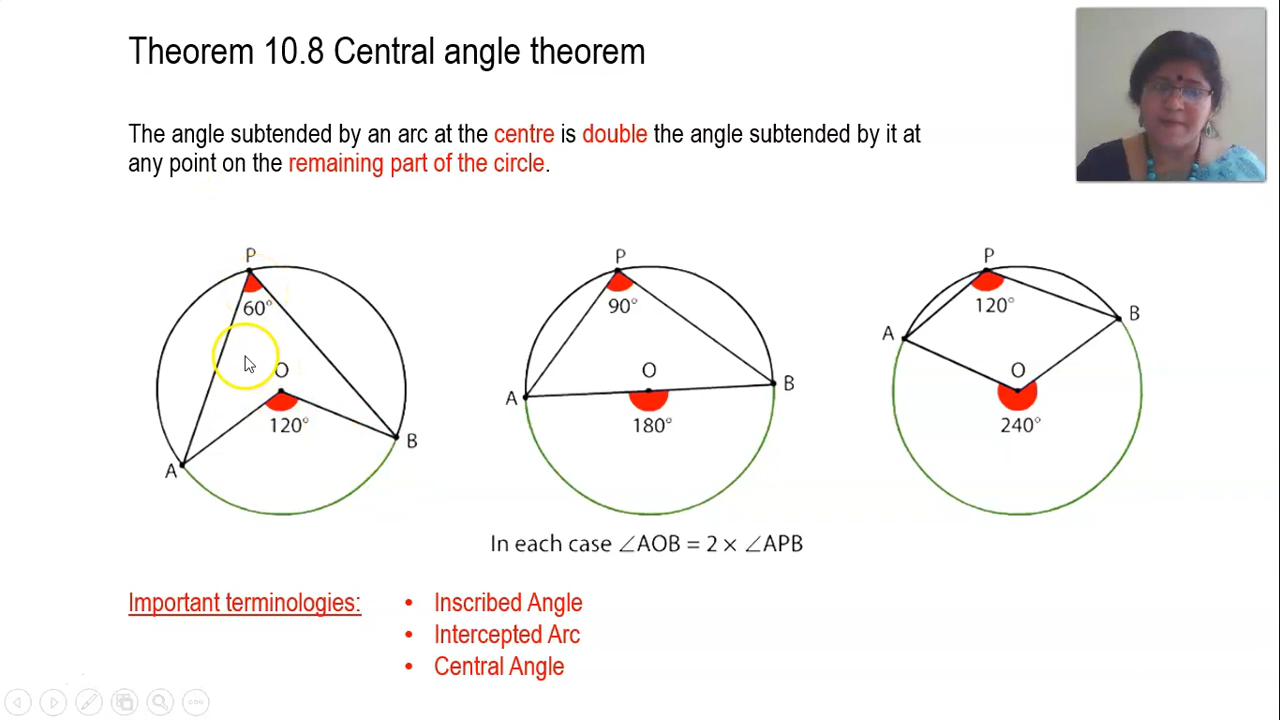 Theorem 10.8 Central angle theorem
The angle subtended by an arc at the centre is double the angle subtended by it at
any point on the remaining part of the circle.
P
60°
O
120°
A
B
P
90°
O
180°
A
B
P
120°
O
240°
A
B
In each case ∠AOB = 2 × ∠APB
Important terminologies:
• Inscribed Angle
• Intercepted Arc
• Central Angle